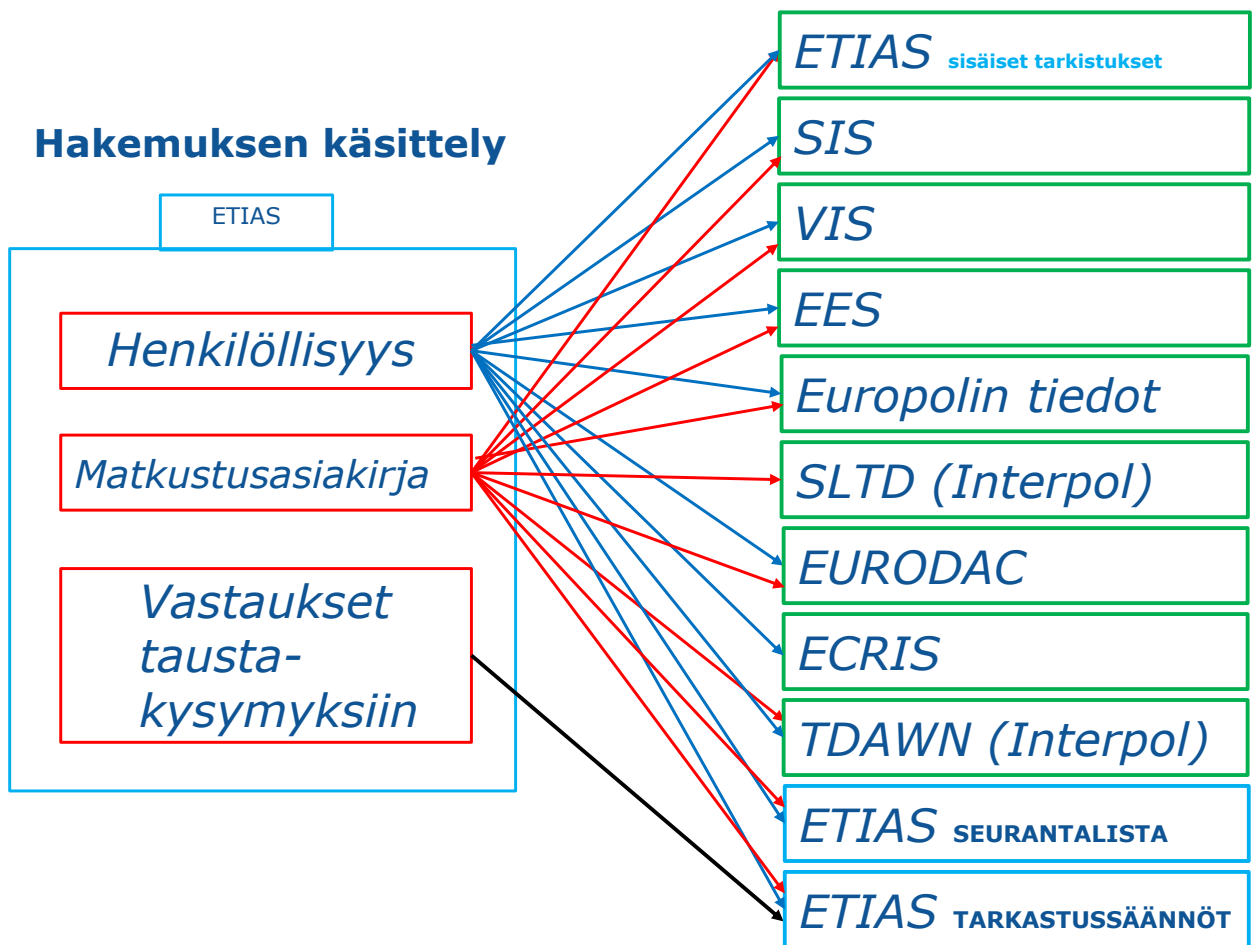 Hakemuksen käsittely
ETIAS
Henkilöllisyys
Matkustusasiakirja
Vastaukset
tausta-
kysymyksiin
ETIAS sisäiset tarkistukset
SIS
VIS
EES
Europolin tiedot
SLTD (Interpol)
EURODAC
ECRIS
TDAWN (Interpol)
ETIAS SEURANTALISTA
ETIAS TARKASTUSSÄÄNNÖT